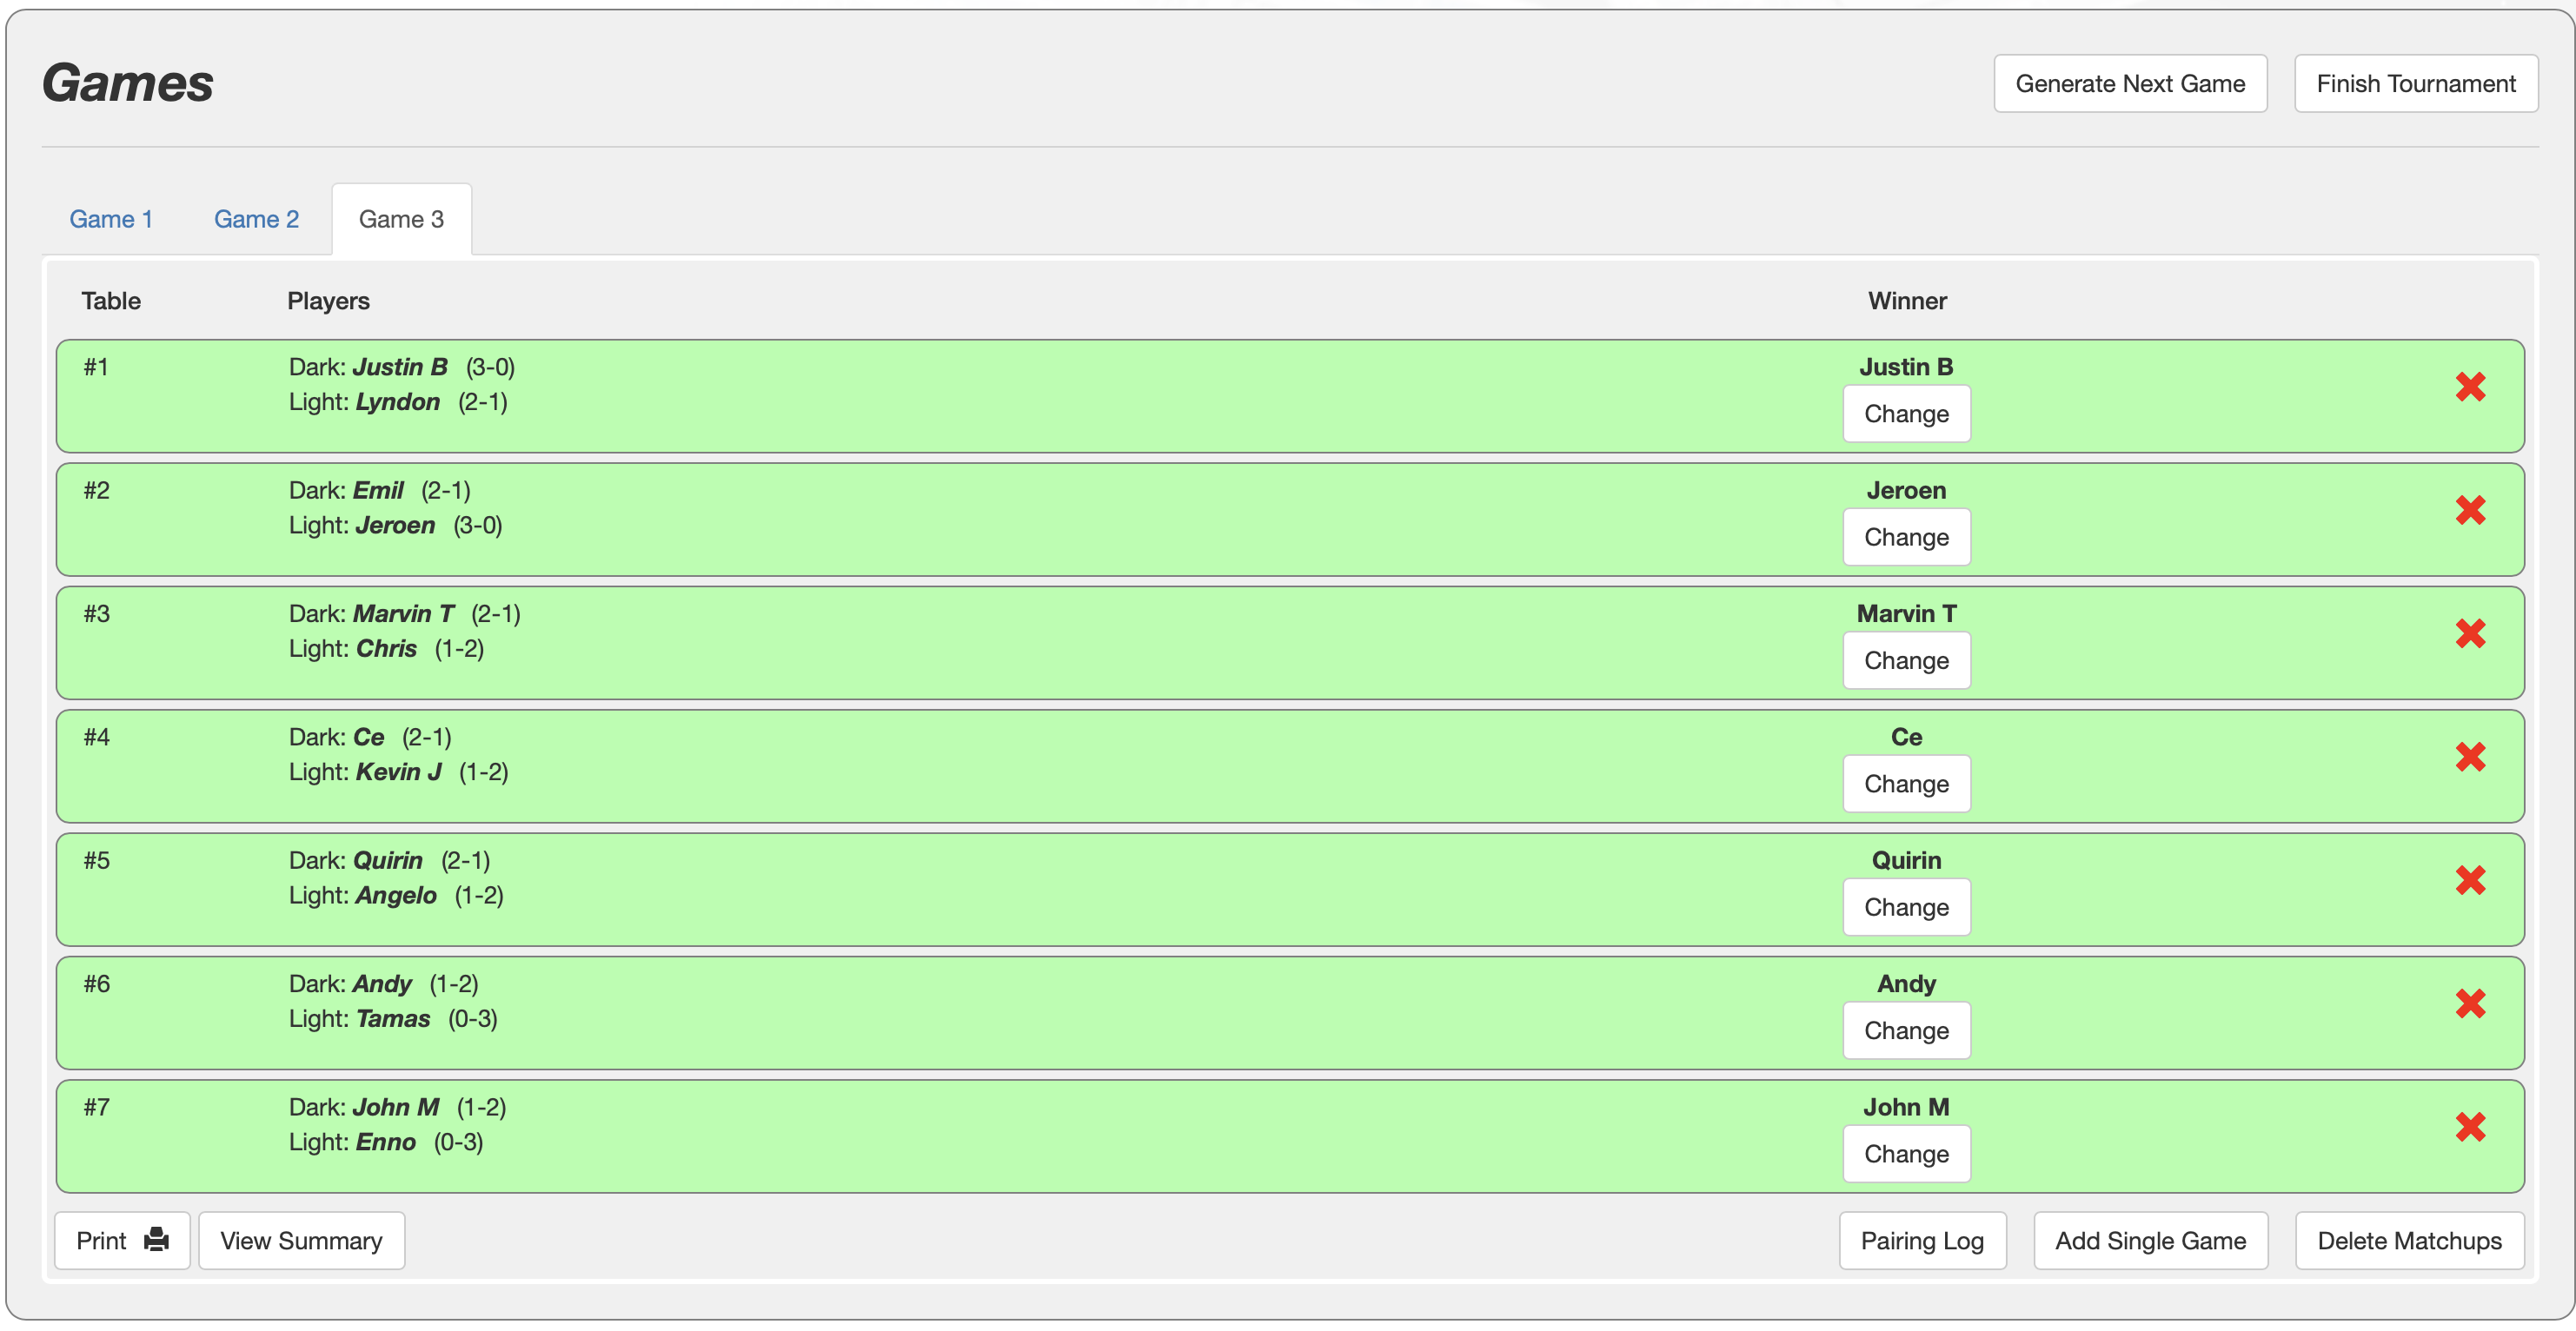 Games
Generate Next Game
Finish Tournament
Game 1
Game 2
Game 3
Table
Players
Winner
#1
Dark: Justin B (3-0)
Light: Lyndon (2-1)
Justin B
Change
#2
Dark: Emil (2-1)
Light: Jeroen (3-0)
Jeroen
Change
#3
Dark: Marvin T (2-1)
Light: Chris (1-2)
Marvin T
Change
#4
Dark: Ce (2-1)
Light: Kevin J (1-2)
Ce
Change
#5
Dark: Quirin (2-1)
Light: Angelo (1-2)
Quirin
Change
#6
Dark: Andy (1-2)
Light: Tamas (0-3)
Andy
Change
#7
Dark: John M (1-2)
Light: Enno (0-3)
John M
Change
Print
View Summary
Pairing Log
Add Single Game
Delete Matchups